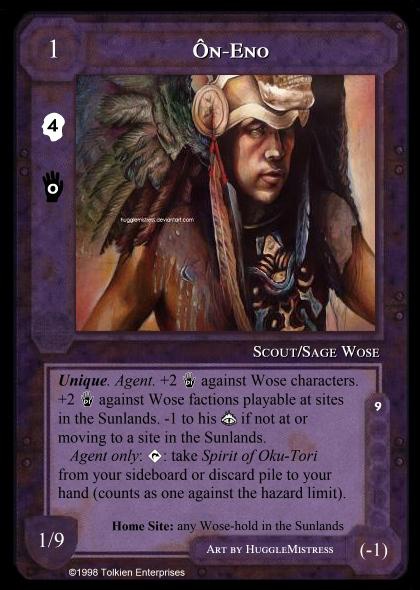 1
Ôn-Eno
4
0
hugglemistress.deviantart.com
Scout/Sage Wose
Unique. Agent. +2 against Wose characters.
+2 against Wose factions playable at sites
in the Sunlands. -1 to his if not at or
moving to a site in the Sunlands.
Agent only: : take Spirit of Oku-Tori
from your sideboard or discard pile to your
hand (counts as one against the hazard limit).
9
Home Site: any Wose-hold in the Sunlands
1/9
Art by HuggleMistress
(-1)
©1998 Tolkien Enterprises